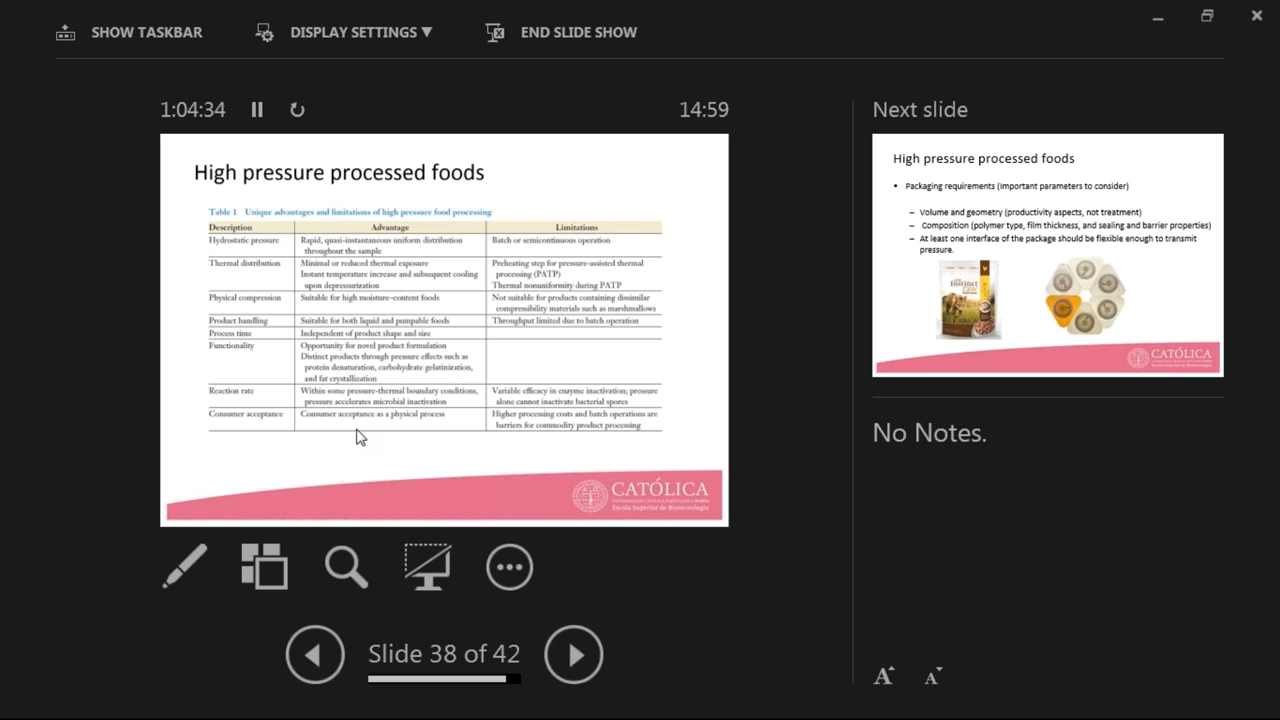 SHOW TASKBAR
DISPLAY SETTINGS ▼
END SLIDE SHOW
1:04:34
14:59
High pressure processed foods
Table 1 Unique advantages and limitations of high pressure food processing
Description Advantage Limitations
Hydrostatic pressure Rapid, quasi-instantaneous uniform distribution Batch or semicontinuous operation
throughout the sample
Thermal distribution Minimal or reduced thermal exposure Preheating step for pressure-assisted thermal
Instant temperature increase and subsequent cooling processing (PATP)
upon depressurization Thermal nonuniformity during PATP
Physical compression Suitable for high moisture-content foods Not suitable for products containing dissimilar
compressibility materials such as marshmallows
Product handling Suitable for both liquid and pumpable foods Throughput limited due to batch operation
Process time Independent of product shape and size
Functionality Opportunity for novel product formulation
Distinct products through pressure effects such as
protein denaturation, carbohydrate gelatinization,
and fat crystallization
Reaction rate Within some pressure-thermal boundary conditions, Variable efficacy in enzyme inactivation; pressure
pressure accelerates microbial inactivation alone cannot inactivate bacterial spores
Consumer acceptance Consumer acceptance as a physical process Higher processing costs and batch operations are
barriers for commodity product processing
CATÓLICA
Escola Superior de Biotecnologia
Slide 38 of 42
Next slide
High pressure processed foods
• Packaging requirements (Important parameters to consider)
– Volume and geometry (productivity aspects, not treatment)
– Composition (polymer type, film thickness, and sealing and barrier properties)
– At least one interface of the package should be flexible enough to transmit
pressure.
instinct
raw
CATÓLICA
No Notes.
A A